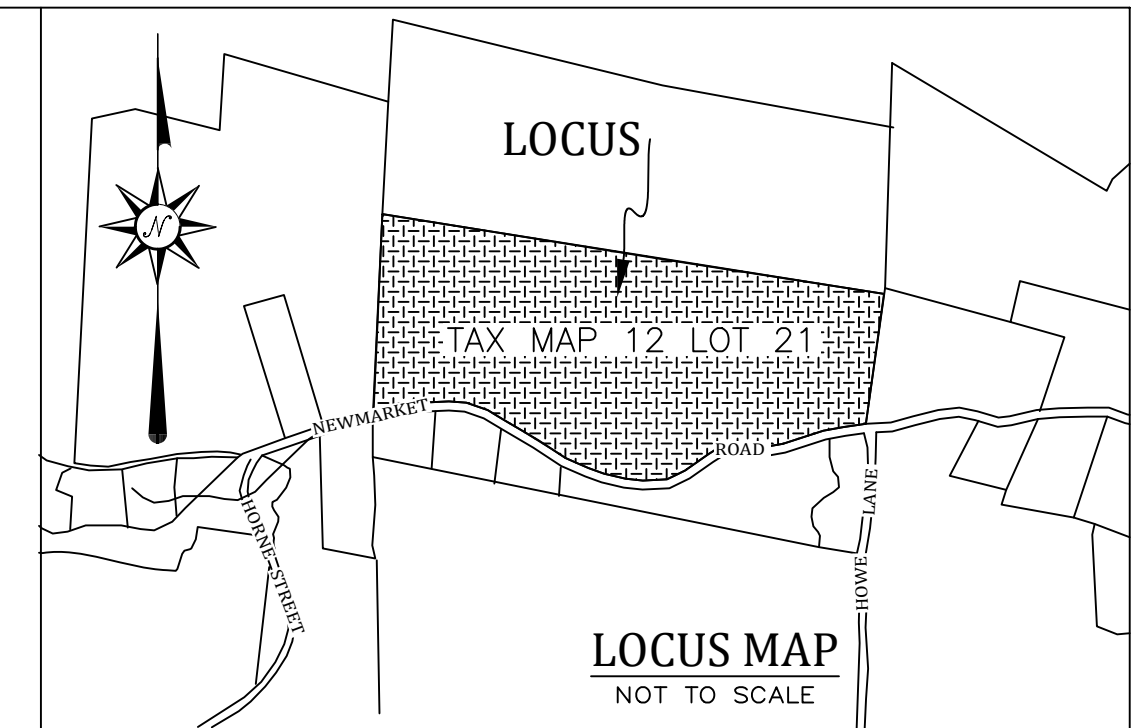 LOCUS
N
TAX MAP 12 LOT 21
NEWMARKET
ROAD
HORNE STREET
HOWE
LANE
LOCUS MAP
NOT TO SCALE